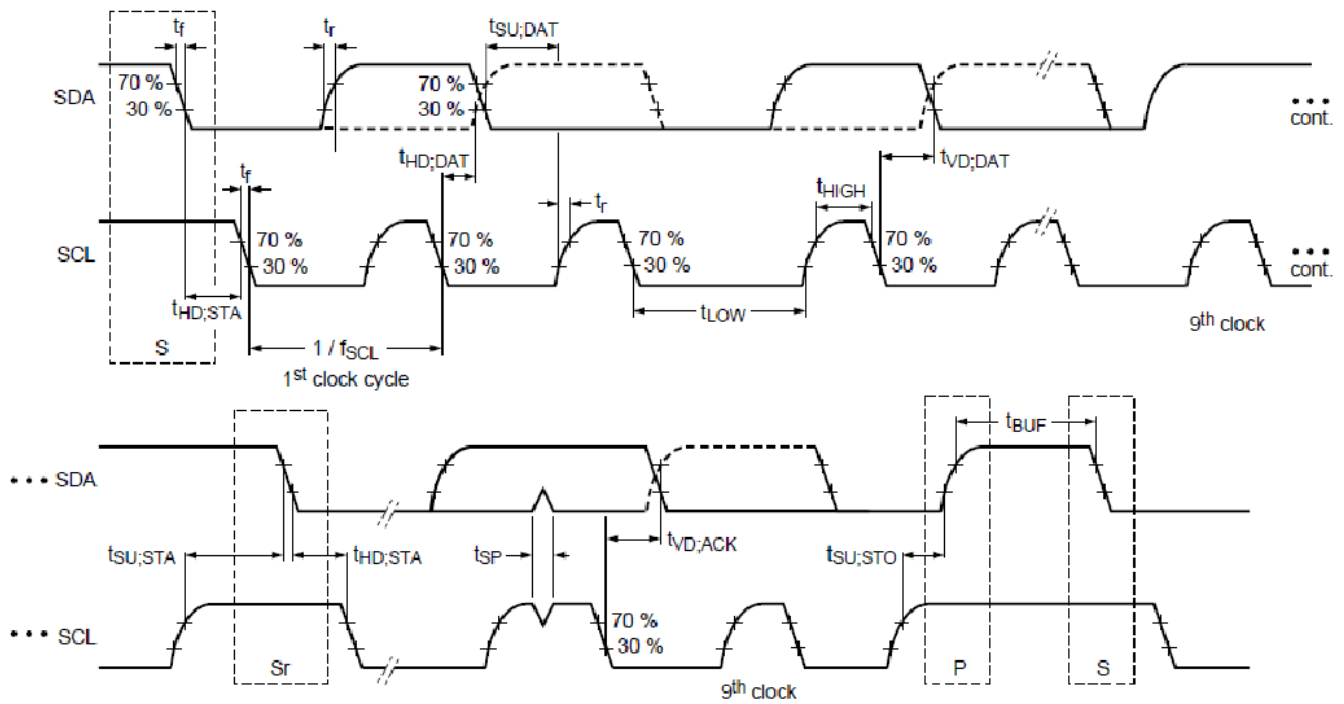 tf tr tSU;DAT
SDA 70 % 30 % 70 % 30 % cont.
tHD;DAT tVD;DAT
tf tr tHIGH
SCL 70 % 30 % 70 % 30 % 70 % 30 % 70 % 30 % cont.
tHD;STA tLOW 9th clock
S 1 / fSCL
1st clock cycle
tBUF
SDA
tSU;STA tHD;STA tSP tVD;ACK tSU;STO
SCL 70 % 30 %
Sr 9th clock P S